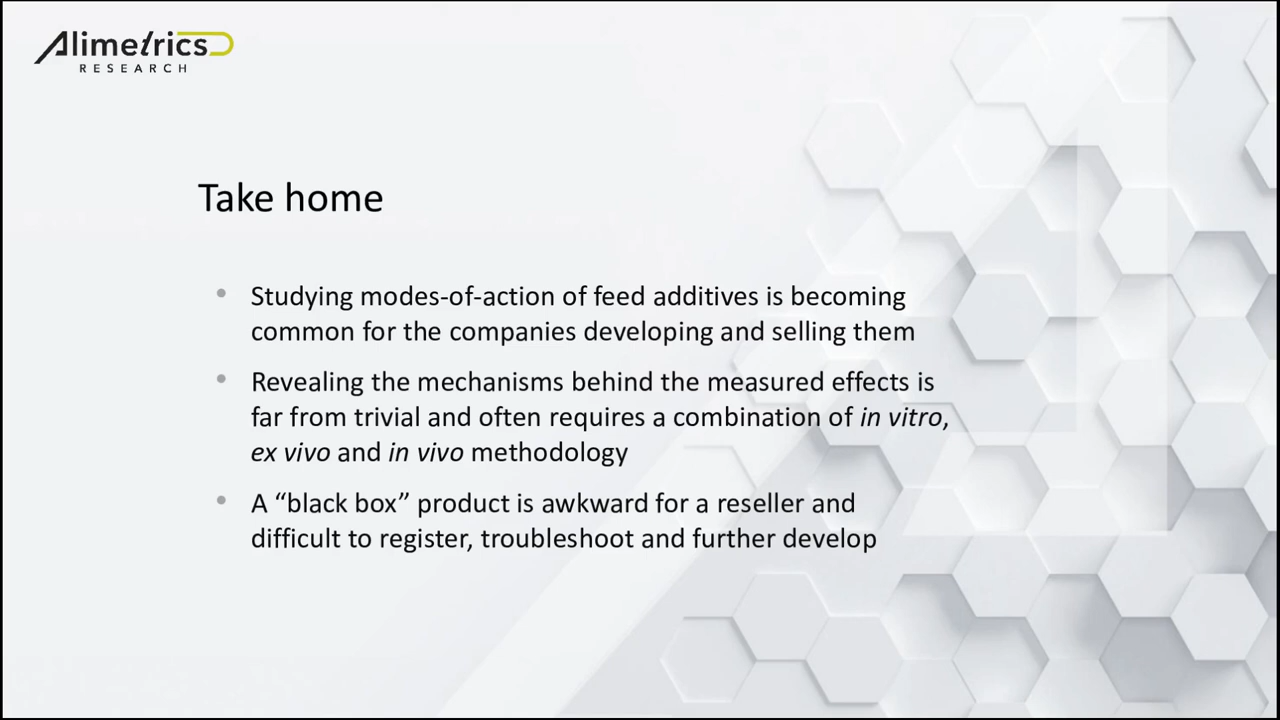 Alimetrics
RESEARCH
Take home
• Studying modes-of-action of feed additives is becoming
common for the companies developing and selling them
• Revealing the mechanisms behind the measured effects is
far from trivial and often requires a combination of in vitro,
ex vivo and in vivo methodology
• A “black box” product is awkward for a reseller and
difficult to register, troubleshoot and further develop